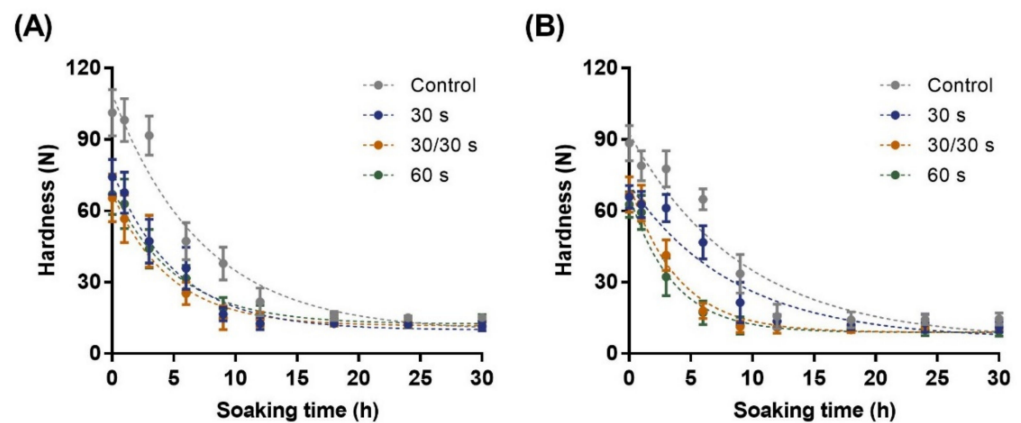 (A)
Hardness (N)
120
90
60
30
0
0 5 10 15 20 25 30
Soaking time (h)
Control
30 s
30/30 s
60 s
(B)
Hardness (N)
120
90
60
30
0
0 5 10 15 20 25 30
Soaking time (h)
Control
30 s
30/30 s
60 s